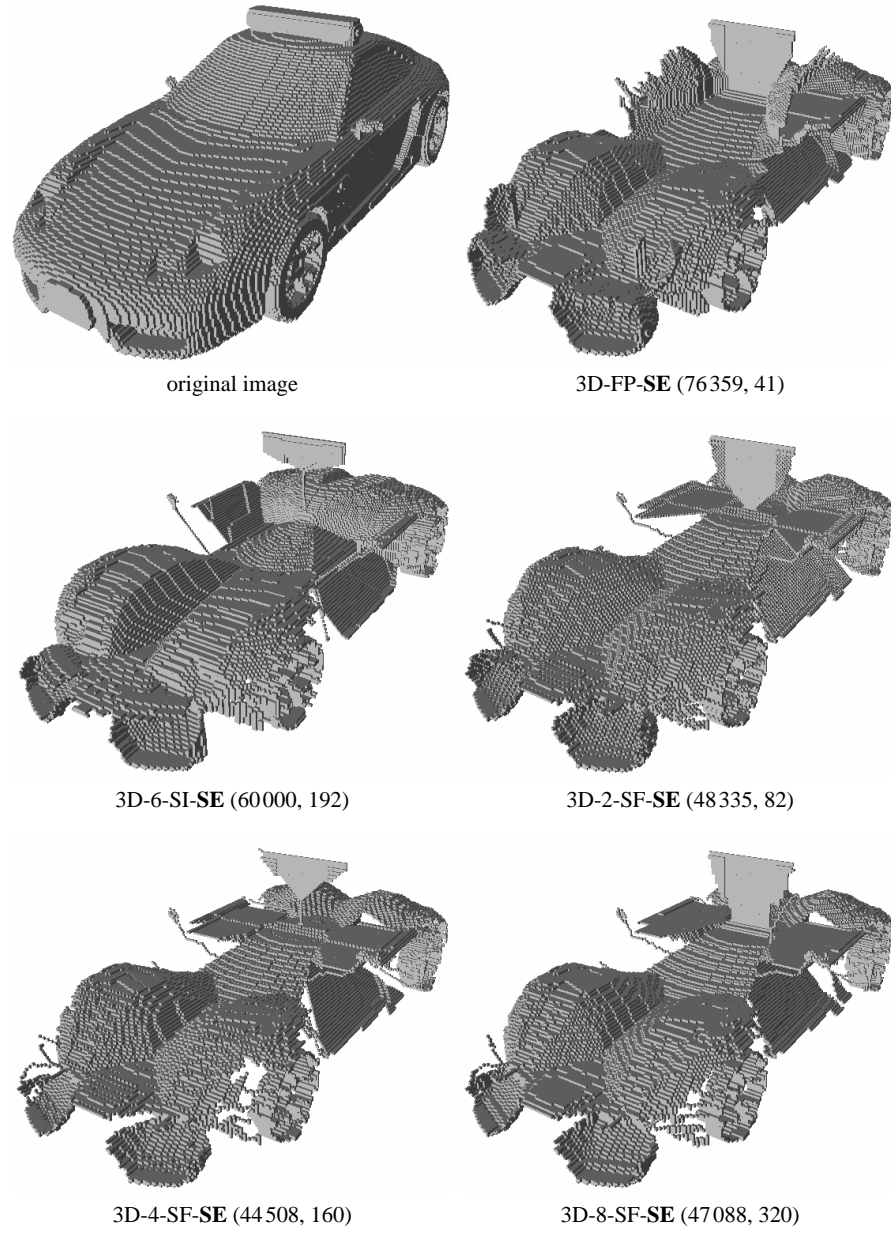 original image
3D-FP-SE (76 359, 41)
3D-6-SI-SE (60 000, 192)
3D-2-SF-SE (48 335, 82)
3D-4-SF-SE (44 508, 160)
3D-8-SF-SE (47 088, 320)